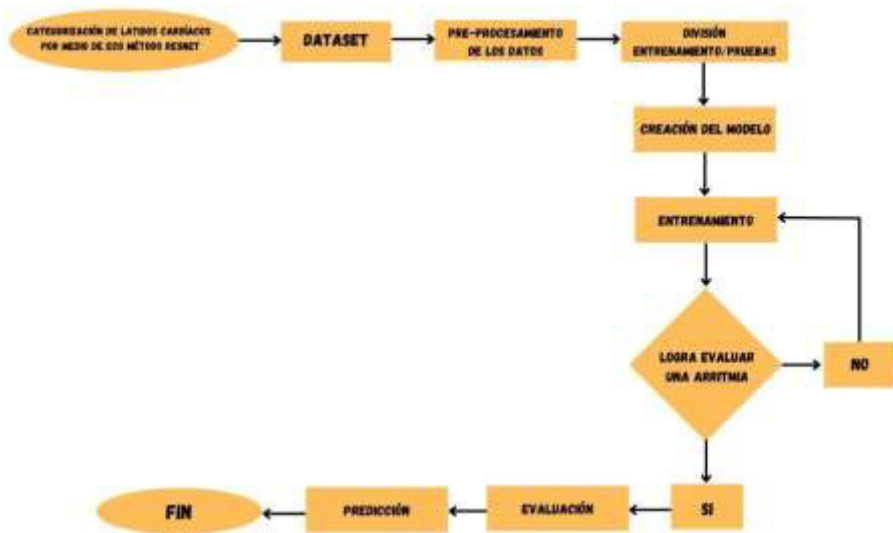 CATEGORIZACIÓN DE LATIDOS CARDÍACOS
POR MEDIO DE ECG MÉTODO RESNET
DATASET
PRE-PROCESAMIENTO
DE LOS DATOS
DIVISIÓN
ENTRENAMIENTO/PRUEBAS
CREACIÓN DEL MODELO
ENTRENAMIENTO
LOGRA EVALUAR
UNA ARRITMIA
NO
SI
EVALUACIÓN
PREDICCIÓN
FIN